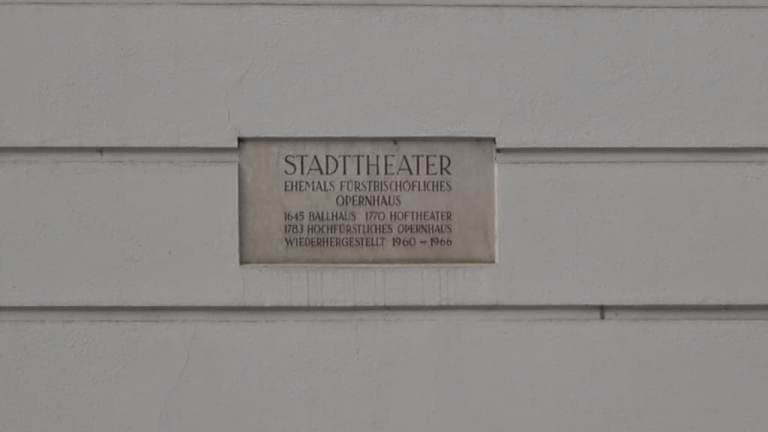 STADTTHEATER
EHEMALS FÜRSTBISCHÖFLICHES
OPERNHAUS
1645 BALLHAUS 1770 HOFTHEATER
1783 HOCHFÜRSTLICHES OPERNHAUS
WIEDERHERGESTELLT 1960 – 1966